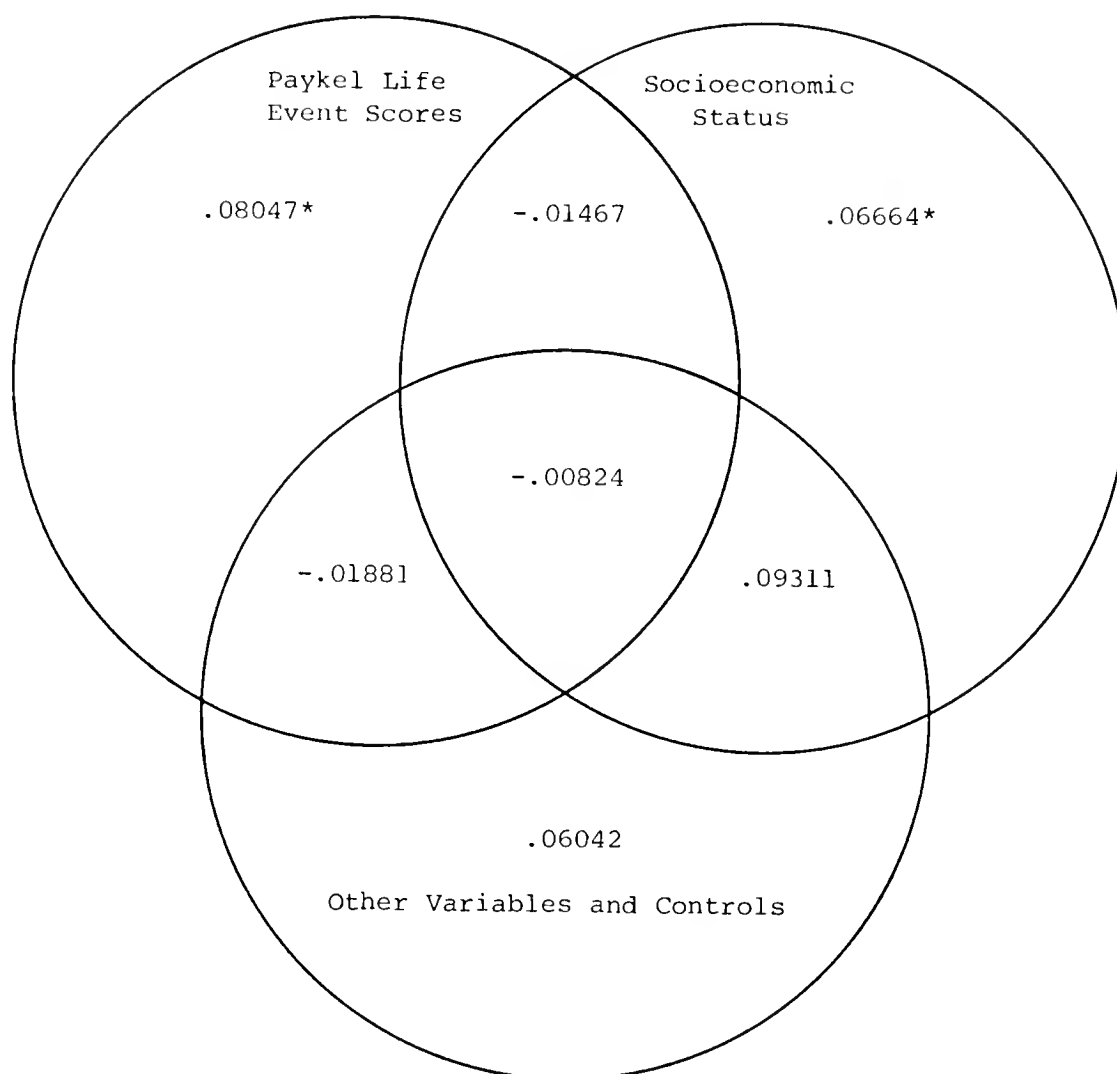 Paykel Life
Event Scores
Socioeconomic
Status
.08047*
-.01467
.06664*
-.00824
-.01881
.09311
.06042
Other Variables and Controls